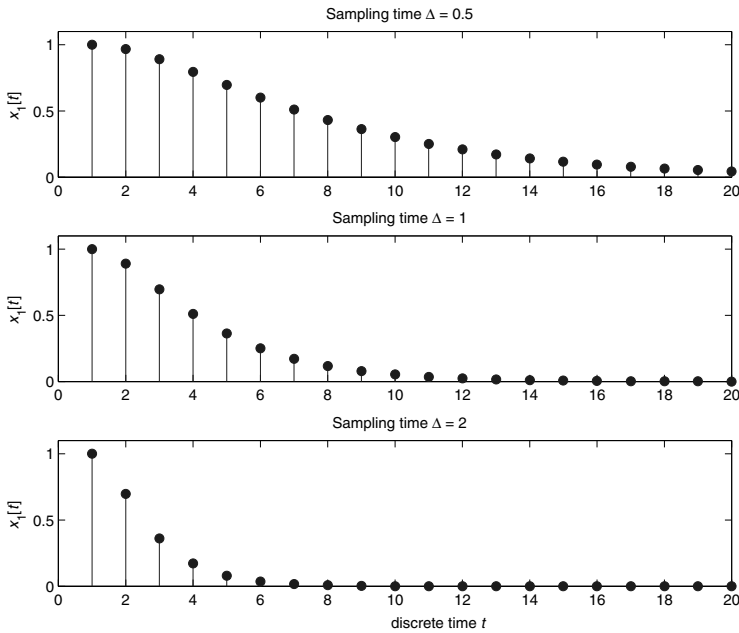 Sampling time Δ = 0.5
x1[t]
1
0.5
0
0 2 4 6 8 10 12 14 16 18 20
Sampling time Δ = 1
x1[t]
1
0.5
0
0 2 4 6 8 10 12 14 16 18 20
Sampling time Δ = 2
x1[t]
1
0.5
0
0 2 4 6 8 10 12 14 16 18 20
discrete time t